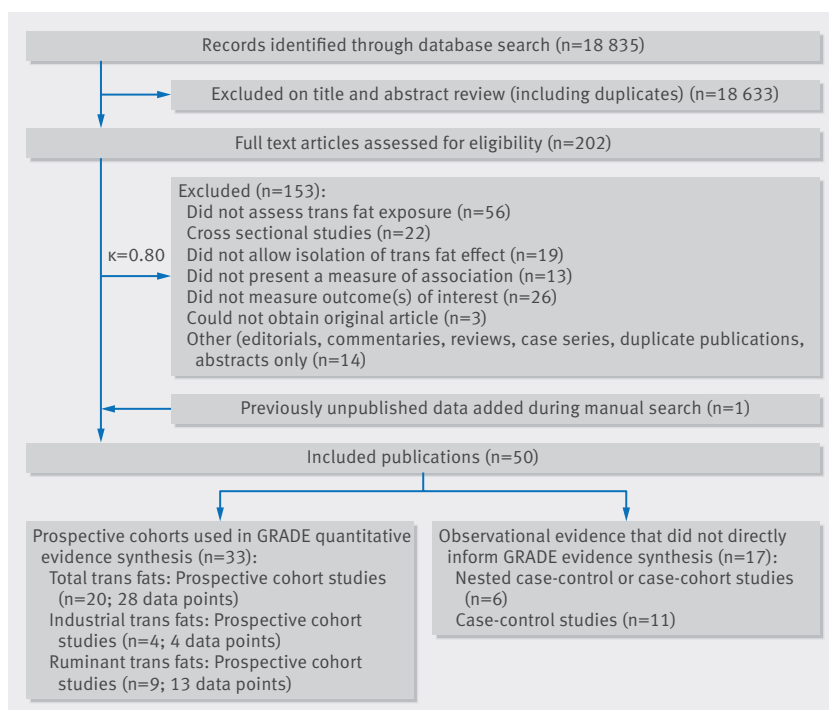 Records identified through database search (n=18 835)
Excluded on title and abstract review (including duplicates) (n=18 633)
Full text articles assessed for eligibility (n=202)
Excluded (n=153):
Did not assess trans fat exposure (n=56)
Cross sectional studies (n=22)
Did not allow isolation of trans fat effect (n=19)
Did not present a measure of association (n=13)
Did not measure outcome(s) of interest (n=26)
Could not obtain original article (n=3)
Other (editorials, commentaries, reviews, case series, duplicate publications,
abstracts only (n=14)
κ=0.80
Previously unpublished data added during manual search (n=1)
Included publications (n=50)
Prospective cohorts used in GRADE quantitative
evidence synthesis (n=33):
Total trans fats: Prospective cohort studies
(n=20; 28 data points)
Industrial trans fats: Prospective cohort
studies (n=4; 4 data points)
Ruminant trans fats: Prospective cohort
studies (n=9; 13 data points)
Observational evidence that did not directly
inform GRADE evidence synthesis (n=17):
Nested case-control or case-cohort studies
(n=6)
Case-control studies (n=11)